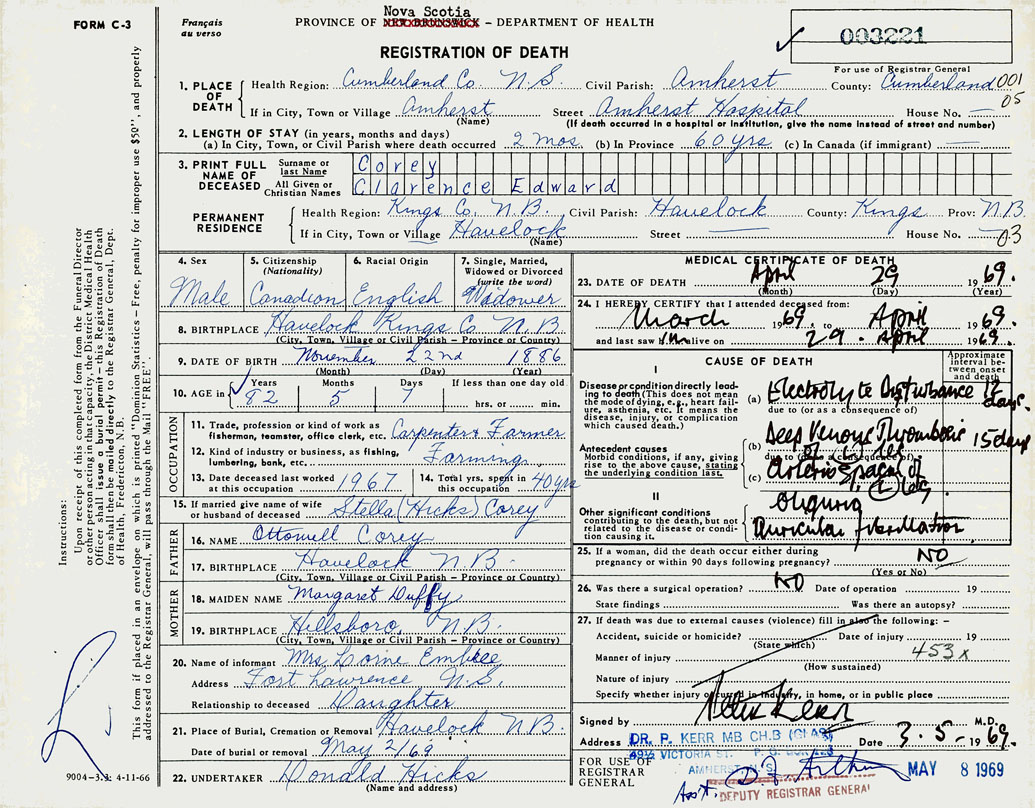 FORM C-3
Français
au verso
Nova Scotia
PROVINCE OF NEW BRUNSWICK - DEPARTMENT OF HEALTH
REGISTRATION OF DEATH
003221
For use of Registrar General
1. PLACE OF DEATH
Health Region: Cumberland Co. N.S. Civil Parish: Amherst County: Cumberland 001
If in City, Town or Village Amherst Street Amherst Hospital House No. — 05
(Name) (If death occurred in a hospital or institution, give the name instead of street and number)
2. LENGTH OF STAY (in years, months and days)
(a) In City, Town, or Civil Parish where death occurred 2 mos. (b) In Province 60 yrs. (c) In Canada (if immigrant) —
3. PRINT FULL NAME OF DECEASED
Surname or last Name Corey
All Given or Christian Names Clarence Edward
PERMANENT RESIDENCE
Health Region: Kings Co. N.B. Civil Parish: Havelock County: Kings Prov: N.B.
If in City, Town or Village Havelock Street — House No. — 03
(Name)
4. Sex
Male
5. Citizenship (Nationality)
Canadian
6. Racial Origin
English
7. Single, Married, Widowed or Divorced (write the word)
Widower
8. BIRTHPLACE Havelock Kings Co N.B.
(City, Town, Village or Civil Parish - Province or Country)
9. DATE OF BIRTH November 22nd 1886
(Month) (Day) (Year)
10. AGE in Years Months Days If less than one day old
82 5 7 hrs. or min.
OCCUPATION
11. Trade, profession or kind of work as fisherman, teamster, office clerk, etc. Carpenter & Farmer
12. Kind of industry or business, as fishing, lumbering, bank, etc. Farming
13. Date deceased last worked at this occupation 1967
14. Total yrs. spent in this occupation 40 yrs
15. If married give name of wife or husband of deceased Stella (Hicks) Corey
FATHER
16. NAME Ottowell Corey
17. BIRTHPLACE Havelock N.B.
(City, Town, Village or Civil Parish - Province or Country)
MOTHER
18. MAIDEN NAME Margaret Duffy
19. BIRTHPLACE Hillsboro, N.B.
(City, Town, Village or Civil Parish - Province or Country)
20. Name of informant Mrs. Lorne Embree
Address Fort Lawrence N.S.
Relationship to deceased Daughter
21. Place of Burial, Cremation or Removal Havelock N.B.
Date of burial or removal May 2/69
22. UNDERTAKER Donald Hicks
(Name and address)
MEDICAL CERTIFICATE OF DEATH
23. DATE OF DEATH April 29 1969.
(Month) (Day) (Year)
24. I HEREBY CERTIFY that I attended deceased from:
March 1969 to April 1969.
and last saw him alive on 29. April 1969.
CAUSE OF DEATH
Approximate interval between onset and death
I
Disease or condition directly leading to death (This does not mean the mode of dying, e.g., heart failure, asthenia, etc. It means the disease, injury, or complication which caused death.)
(a) Electrolyte Disturbance 12 days.
due to (or as a consequence of)
Antecedent causes
Morbid conditions, if any, giving rise to the above cause, stating the underlying condition last.
(b) Deep Venous Thrombosis of L leg 15 days
due to (or as a consequence of)
(c) Arterio Spasm of L leg
II
Other significant conditions contributing to the death, but not related to the disease or condition causing it.
Oliguria
Auricular fibrillation
25. If a woman, did the death occur either during pregnancy or within 90 days following pregnancy? NO
(Yes or No)
26. Was there a surgical operation? NO Date of operation 19
State findings Was there an autopsy?
27. If death was due to external causes (violence) fill in also the following: -
Accident, suicide or homicide? Date of injury 19
(State which)
453x
Manner of injury
(How sustained)
Nature of injury
Specify whether injury occurred in industry, in home, or in public place
Signed by Peter Kerr M.D.
Address DR. P. KERR MB CH.B (GLAS) Date 3.5-1969.
49½ VICTORIA ST. P. O. BOX
AMHERST, N.S.
FOR USE OF REGISTRAR GENERAL
MAY 8 1969
Ass't. DEPUTY REGISTRAR GENERAL
Instructions:
Upon receipt of this completed form from the Funeral Director or other person acting in that capacity, the District Medical Health Officer shall issue a burial permit - this Registration of Death form shall then be mailed directly to the Registrar General, Dept. of Health, Fredericton, N.B.
This form if placed in an envelope on which is printed "Dominion Statistics - Free, penalty for improper use $50", and properly addressed to the Registrar General, will pass through the Mail "FREE".
9004-3.3: 4-11-66